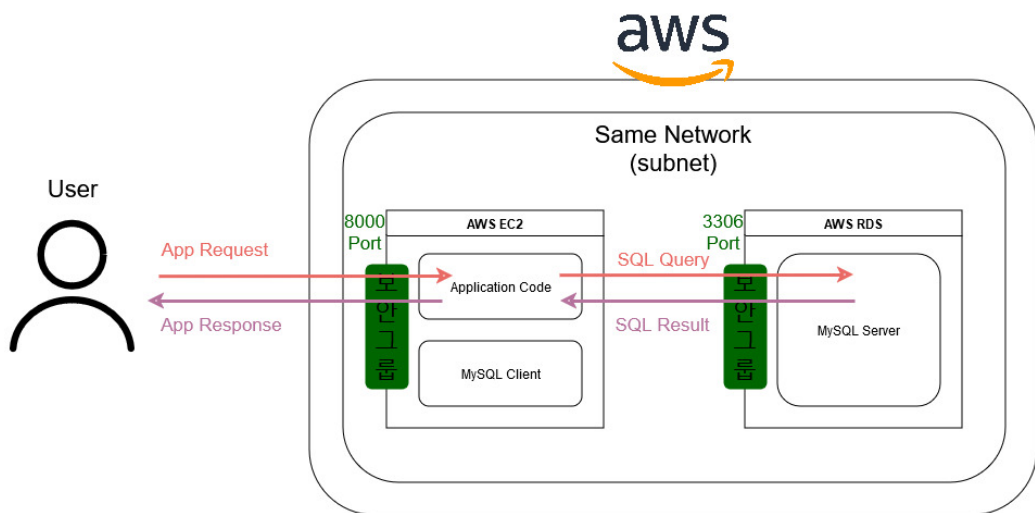 aws
Same Network
(subnet)
User
8000
Port
AWS EC2
3306
Port
AWS RDS
App Request
Application Code
SQL Query
App Response
SQL Result
MySQL Server
MySQL Client
보안그룹
보안그룹